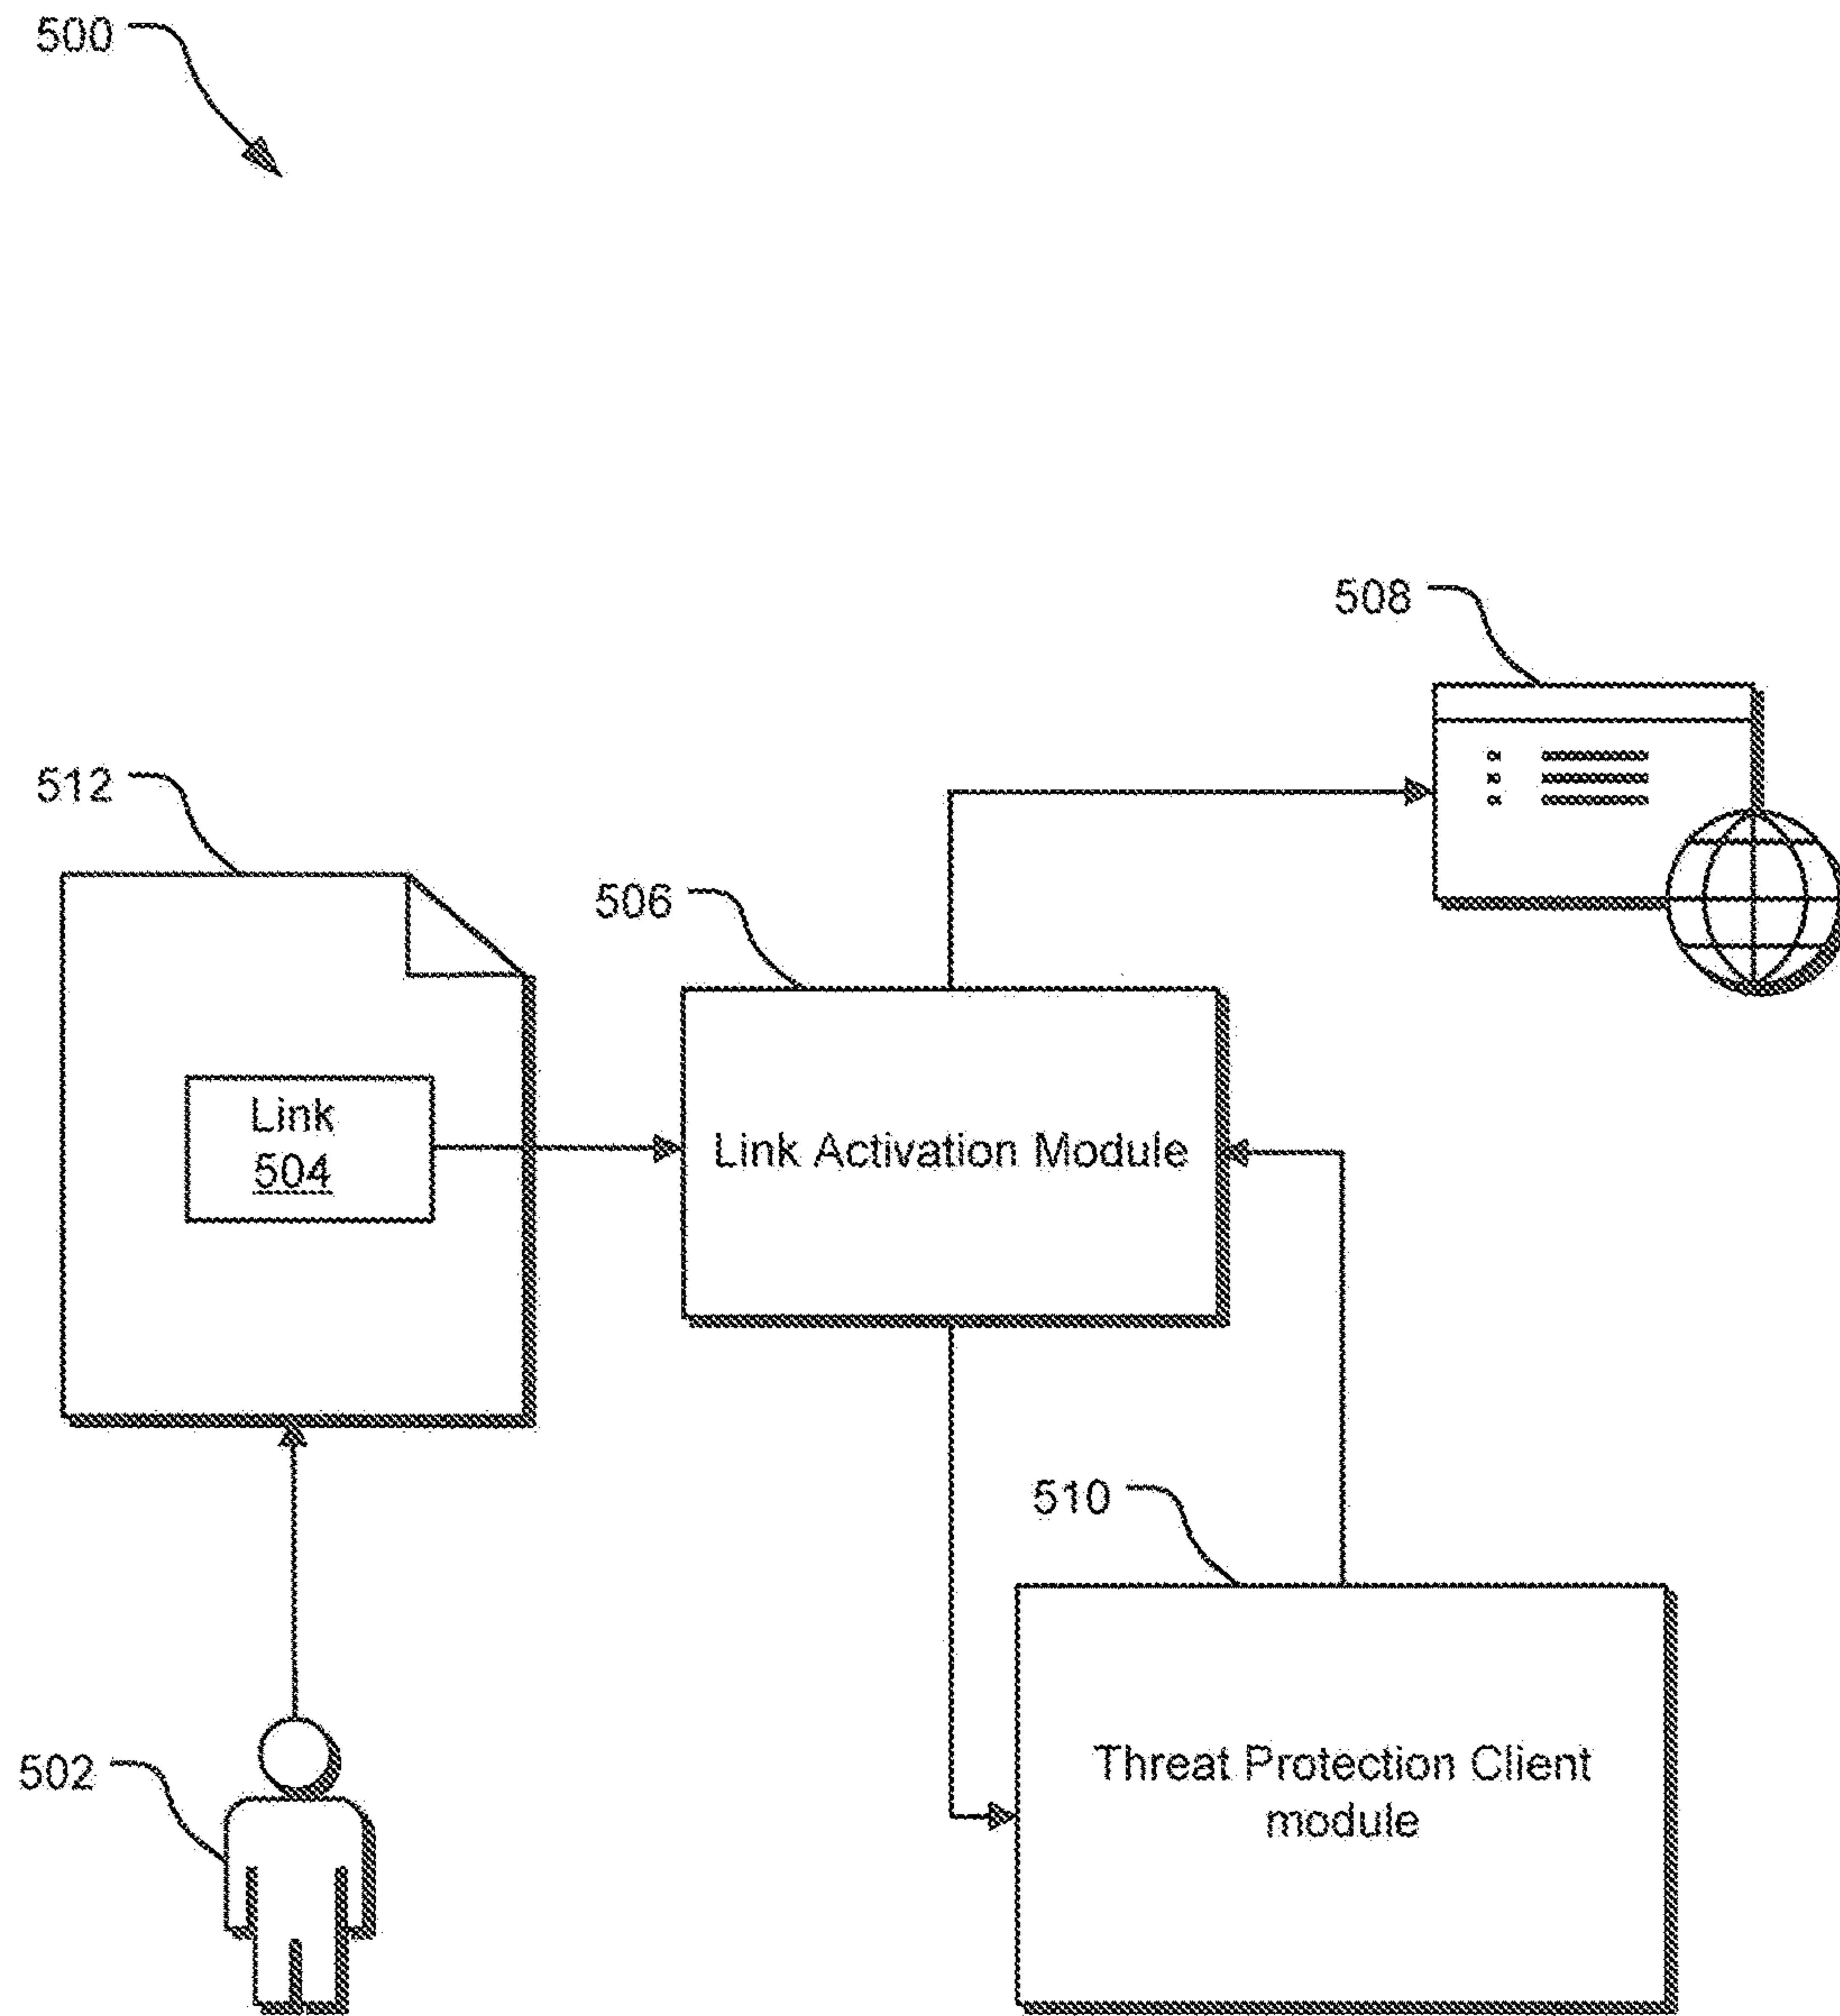 500
508
512
506
Link
504
Link Activation Module
510
502
Threat Protection Client
module